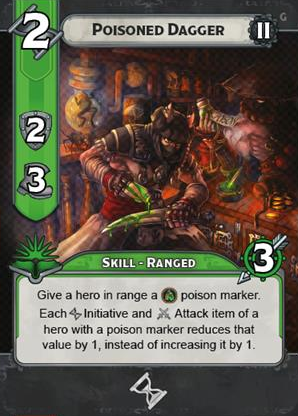 2
POISONED DAGGER
II
G
2
3
SKILL - RANGED
3
Give a hero in range a poison marker.
Each Initiative and Attack item of a
hero with a poison marker reduces that
value by 1, instead of increasing it by 1.